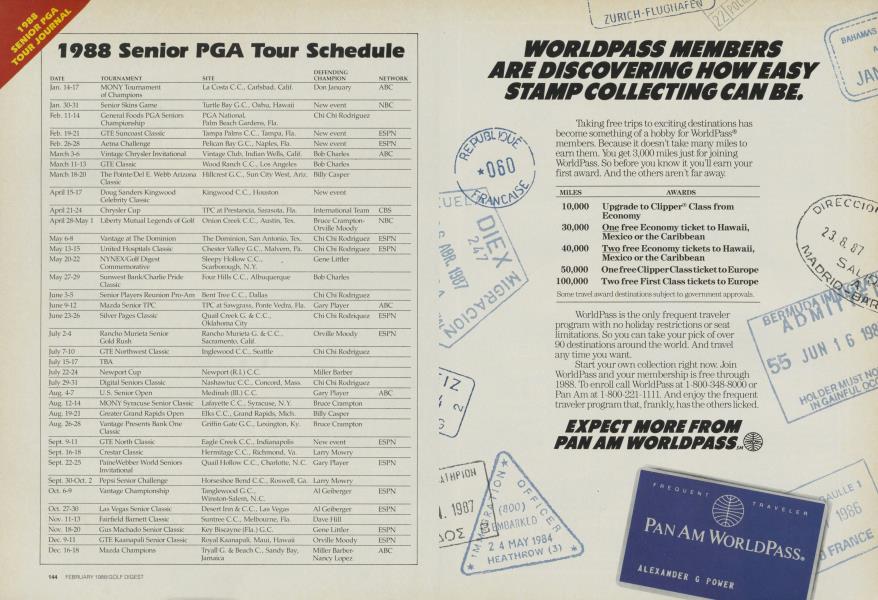 1988
SENIOR PGA
TOUR JOURNAL
1988 Senior PGA Tour Schedule
DATE TOURNAMENT SITE DEFENDING CHAMPION NETWORK
Jan. 14-17 MONY Tournament of Champions La Costa C.C., Carlsbad, Calif. Don January ABC
Jan. 30-31 Senior Skins Game Turtle Bay G.C., Oahu, Hawaii New event NBC
Feb. 11-14 General Foods PGA Seniors Championship PGA National, Palm Beach Gardens, Fla. Chi Chi Rodriguez
Feb. 19-21 GTE Suncoast Classic Tampa Palms C.C., Tampa, Fla. New event ESPN
Feb. 26-28 Aetna Challenge Pelican Bay G.C., Naples, Fla. New event ESPN
March 3-6 Vintage Chrysler Invitational Vintage Club, Indian Wells, Calif. Bob Charles ABC
March 11-13 GTE Classic Wood Ranch C.C., Los Angeles Bob Charles
March 18-20 The Pointe/Del E. Webb Arizona Classic Hillcrest G.C., Sun City West, Ariz. Billy Casper
April 15-17 Doug Sanders Kingwood Celebrity Classic Kingwood C.C., Houston New event
April 21-24 Chrysler Cup TPC at Prestancia, Sarasota, Fla. International Team CBS
April 28-May 1 Liberty Mutual Legends of Golf Onion Creek C.C., Austin, Tex. Bruce Crampton-Orville Moody NBC
May 6-8 Vantage at The Dominion The Dominion, San Antonio, Tex. Chi Chi Rodriguez ESPN
May 13-15 United Hospitals Classic Chester Valley G.C., Malvern, Pa. Chi Chi Rodriguez ESPN
May 20-22 NYNEX/Golf Digest Commemorative Sleepy Hollow C.C., Scarborough, N.Y. Gene Littler
May 27-29 Sunwest Bank/Charlie Pride Classic Four Hills C.C., Albuquerque Bob Charles
June 3-5 Senior Players Reunion Pro-Am Bent Tree C.C., Dallas Chi Chi Rodriguez
June 9-12 Mazda Senior TPC TPC at Sawgrass, Ponte Vedra, Fla. Gary Player ABC
June 23-26 Silver Pages Classic Quail Creek G. & C.C., Oklahoma City Chi Chi Rodriguez ESPN
July 2-4 Rancho Murieta Senior Gold Rush Rancho Murieta G. & C.C., Sacramento, Calif. Orville Moody ESPN
July 7-10 GTE Northwest Classic Inglewood C.C., Seattle Chi Chi Rodriguez
July 15-17 TBA
July 22-24 Newport Cup Newport (R.I.) C.C. Miller Barber
July 29-31 Digital Seniors Classic Nashawtuc C.C., Concord, Mass. Chi Chi Rodriguez
Aug. 4-7 U.S. Senior Open Medinah (Ill.) C.C. Gary Player ABC
Aug. 12-14 MONY Syracuse Senior Classic Lafayette C.C., Syracuse, N.Y. Bruce Crampton
Aug. 19-21 Greater Grand Rapids Open Elks C.C., Grand Rapids, Mich. Billy Casper
Aug. 26-28 Vantage Presents Bank One Classic Griffin Gate G.C., Lexington, Ky. Bruce Crampton
Sept. 9-11 GTE North Classic Eagle Creek C.C., Indianapolis New event ESPN
Sept. 16-18 Crestar Classic Hermitage C.C., Richmond, Va. Larry Mowry
Sept. 22-25 PaineWebber World Seniors Invitational Quail Hollow C.C., Charlotte, N.C. Gary Player ESPN
Sept. 30-Oct. 2 Pepsi Senior Challenge Horseshoe Bend C.C., Roswell, Ga. Larry Mowry
Oct. 6-9 Vantage Championship Tanglewood G.C., Winston-Salem, N.C. Al Geiberger ESPN
Oct. 27-30 Las Vegas Senior Classic Desert Inn & C.C., Las Vegas Al Geiberger ESPN
Nov. 11-13 Fairfield Barnett Classic Suntree C.C., Melbourne, Fla. Dave Hill
Nov. 18-20 Gus Machado Senior Classic Key Biscayne (Fla.) G.C. Gene Littler ESPN
Dec. 9-11 GTE Kaanapali Senior Classic Royal Kaanapali, Maui, Hawaii Orville Moody ESPN
Dec. 16-18 Mazda Champions Tryall G. & Beach C., Sandy Bay, Jamaica Miller Barber-Nancy Lopez ABC
144 FEBRUARY 1988/GOLF DIGEST
ZURICH-FLUGHAFEN
BAHAMAS
JAN
WORLDPASS MEMBERS
ARE DISCOVERING HOW EASY
STAMP COLLECTING CAN BE.
Taking free trips to exciting destinations has
become something of a hobby for WorldPass®
members. Because it doesn't take many miles to
earn them. You get 3,000 miles just for joining
WorldPass. So before you know it you'll earn your
first award. And the others aren't far away.
MILES AWARDS
10,000 Upgrade to Clipper® Class from
Economy
30,000 One free Economy ticket to Hawaii,
Mexico or the Caribbean
40,000 Two free Economy tickets to Hawaii,
Mexico or the Caribbean
50,000 One free Clipper Class ticket to Europe
100,000 Two free First Class tickets to Europe
Some travel award destinations subject to government approvals.
WorldPass is the only frequent traveler
program with no holiday restrictions or seat
limitations. So you can take your pick of over
90 destinations around the world. And travel
any time you want.
Start your own collection right now. Join
WorldPass and your membership is free through
1988. To enroll call WorldPass at 1-800-348-8000 or
Pan Am at 1-800-221-1111. And enjoy the frequent
traveler program that, frankly, has the others licked.
EXPECT MORE FROM
PAN AM WORLDPASS.
REPUBLIQUE
*060
FRANCAISE
DIEX
247
ABR. 1987
MIGRACION
DIRECCION
23.8.87
MADRID-BAR
BERMUDA
55 JUN 16 198
HOLDER MUST NO
IN GAINFUL OC
IMMIGRATION OFFICER
(800)
EMBARKED
24 MAY 1984
HEATHROW (3)
1987
GAULLE 1
1986
FRANCE
FREQUENT TRAVELER
PAN AM WORLDPASS®
ALEXANDER G POWER